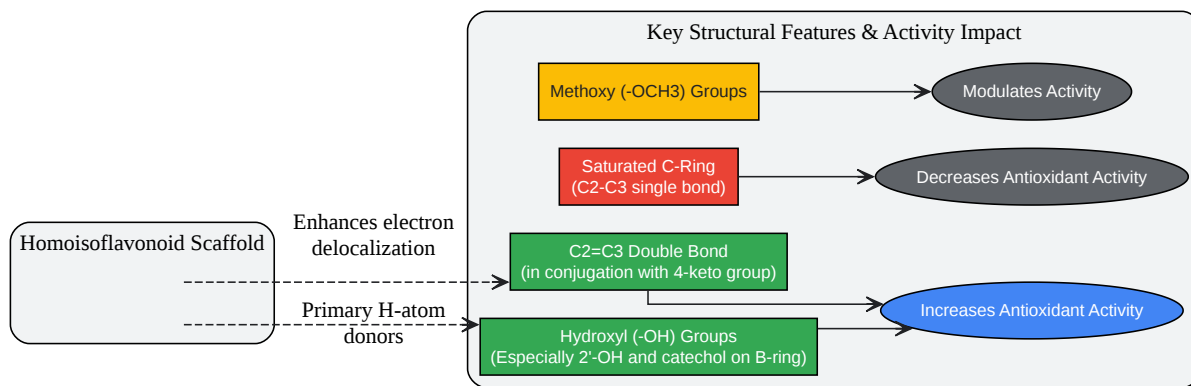 Key Structural Features & Activity Impact
Methoxy (-OCH3) Groups
Modulates Activity
Saturated C-Ring
(C2-C3 single bond)
Decreases Antioxidant Activity
Homoisoflavonoid Scaffold
Enhances electron
delocalization
C2=C3 Double Bond
(in conjugation with 4-keto group)
Primary H-atom
donors
Hydroxyl (-OH) Groups
(Especially 2'-OH and catechol on B-ring)
Increases Antioxidant Activity